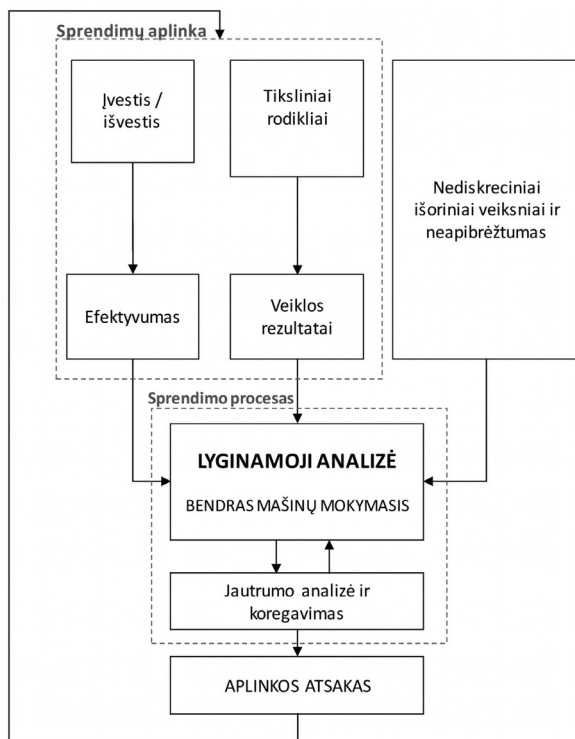 Sprendimų aplinka
Įvestis /
išvestis
Tiksliniai
rodikliai
Nediskreciniai
išoriniai veiksniai ir
neapibrėžtumas
Efektyvumas
Veiklos
rezultatai
Sprendimo procesas
LYGINAMOJI ANALIZĖ
BENDRAS MAŠINŲ MOKYMASIS
Jautrumo analizė ir
koregavimas
APLINKOS ATSAKAS